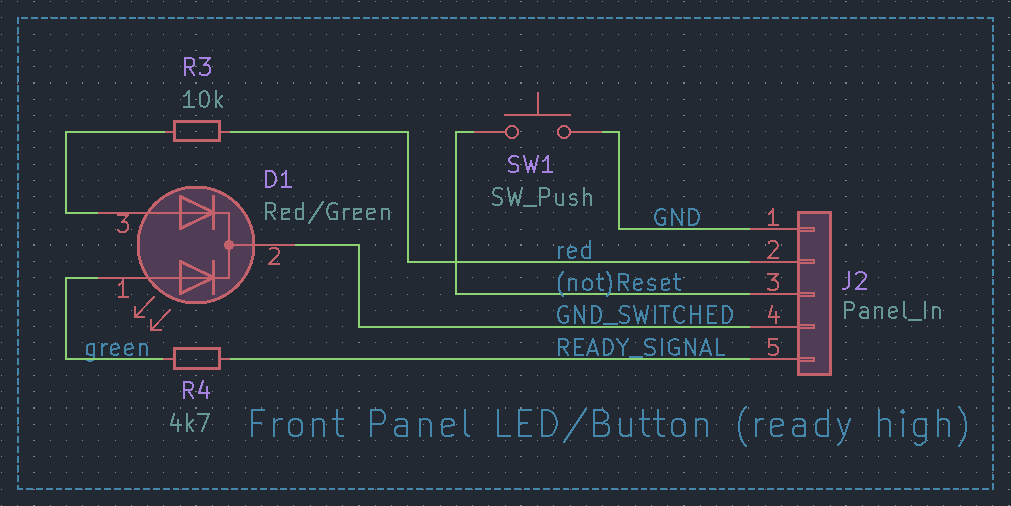 R3
10k
D1
Red/Green
3
2
1
green
R4
4k7
SW1
SW_Push
GND
1
red
2
(not)Reset
3
GND_SWITCHED
4
READY_SIGNAL
5
J2
Panel_In
Front Panel LED/Button (ready high)